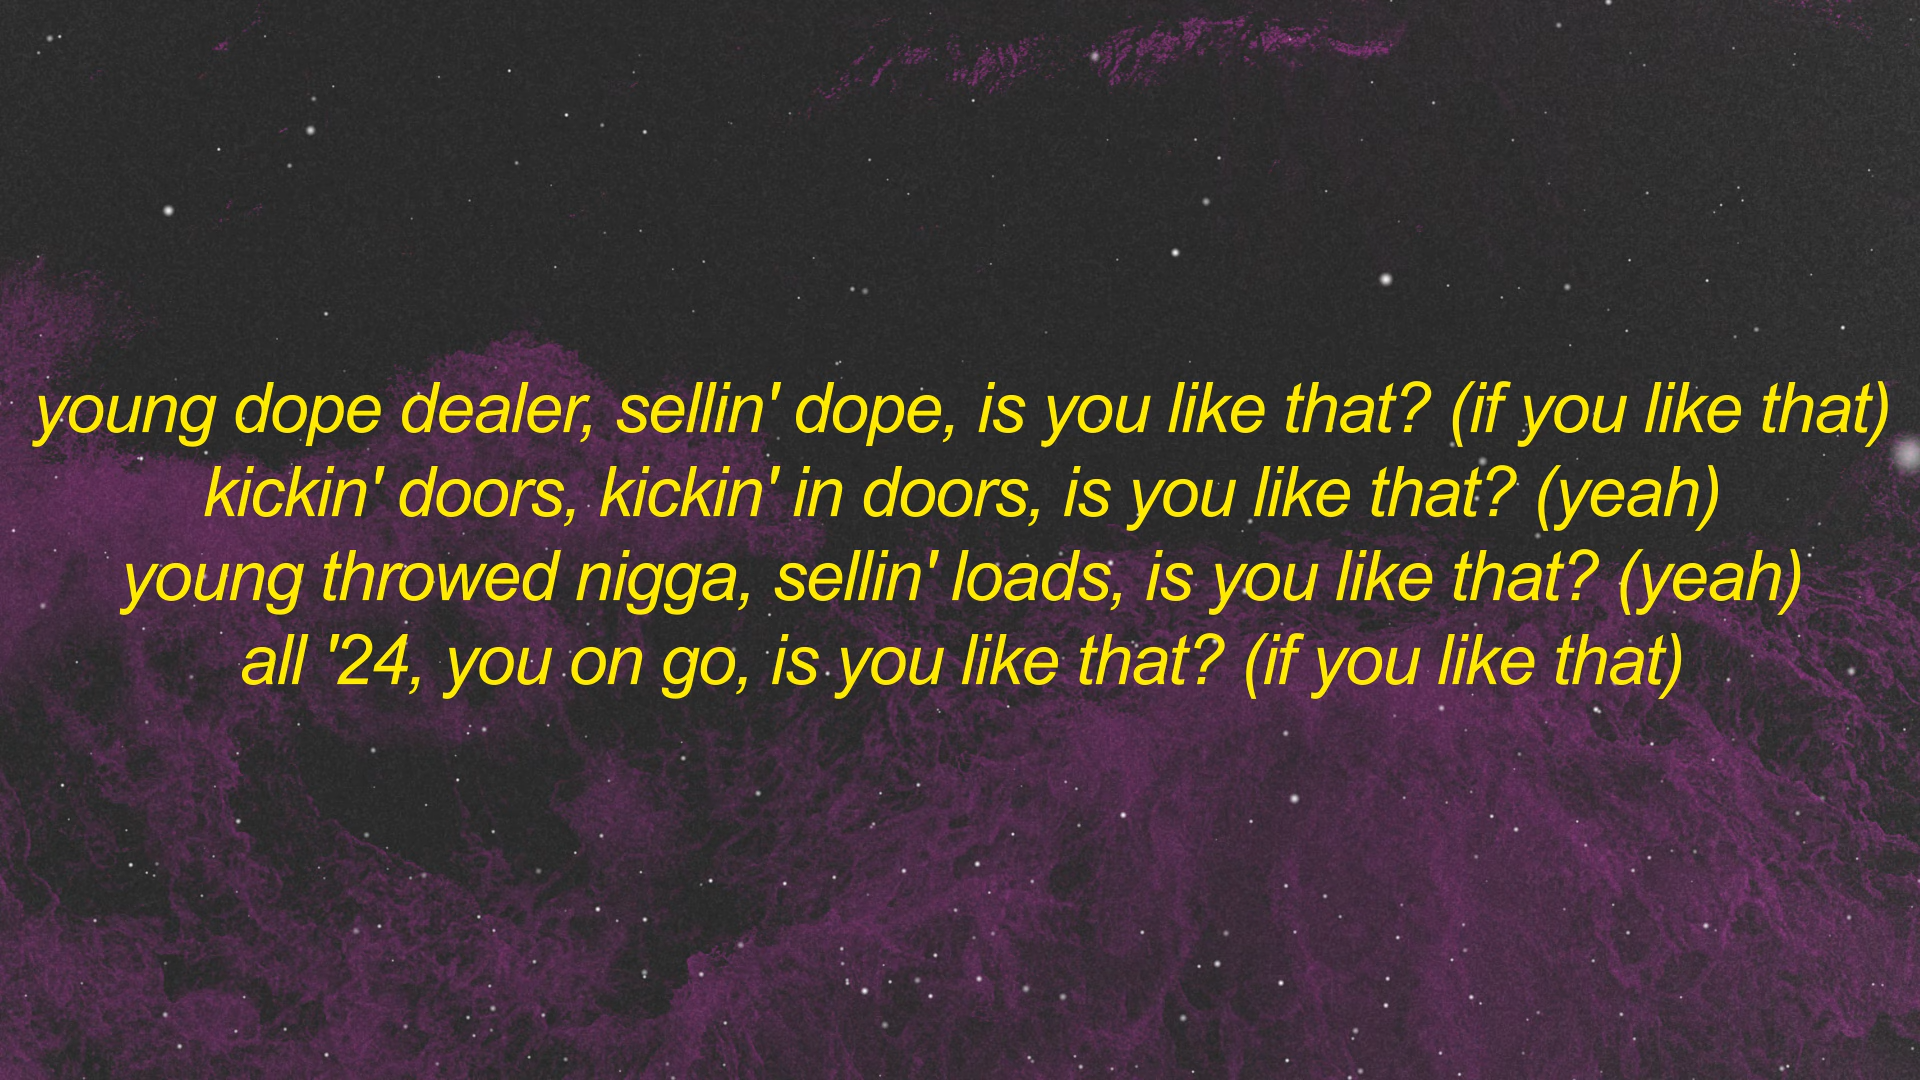 young dope dealer, sellin' dope, is you like that? (if you like that)
kickin' doors, kickin' in doors, is you like that? (yeah)
young throwed nigga, sellin' loads, is you like that? (yeah)
all '24, you on go, is you like that? (if you like that)